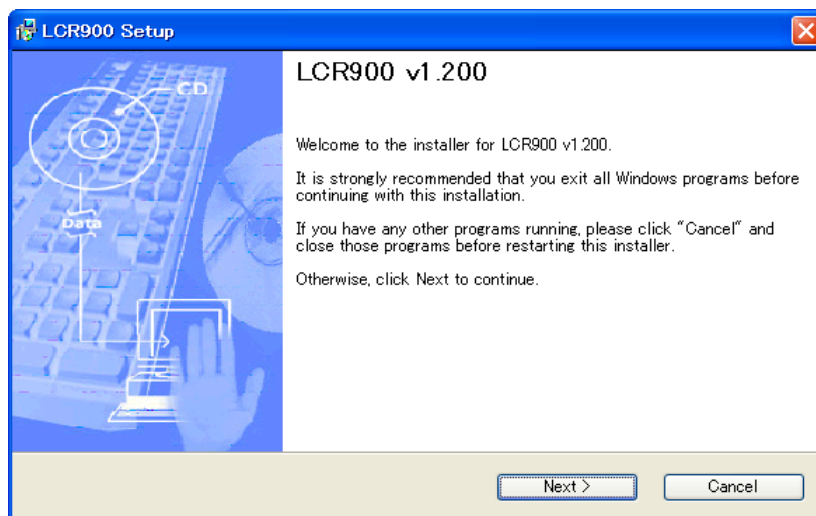 LCR900 Setup
CD
Data
LCR900 v1.200
Welcome to the installer for LCR900 v1.200.
It is strongly recommended that you exit all Windows programs before
continuing with this installation.
If you have any other programs running, please click "Cancel" and
close those programs before restarting this installer.
Otherwise, click Next to continue.
Next >
Cancel